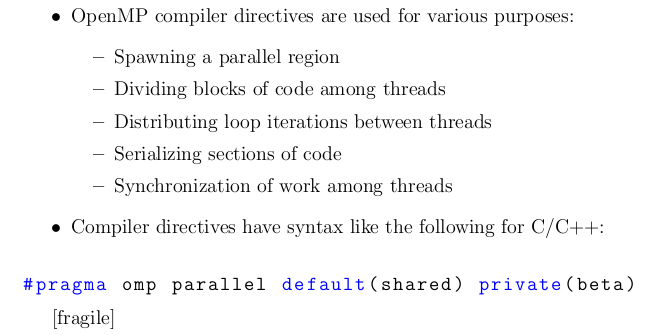 • OpenMP compiler directives are used for various purposes:
– Spawning a parallel region
– Dividing blocks of code among threads
– Distributing loop iterations between threads
– Serializing sections of code
– Synchronization of work among threads
• Compiler directives have syntax like the following for C/C++:
#pragma omp parallel default(shared) private(beta)
[fragile]